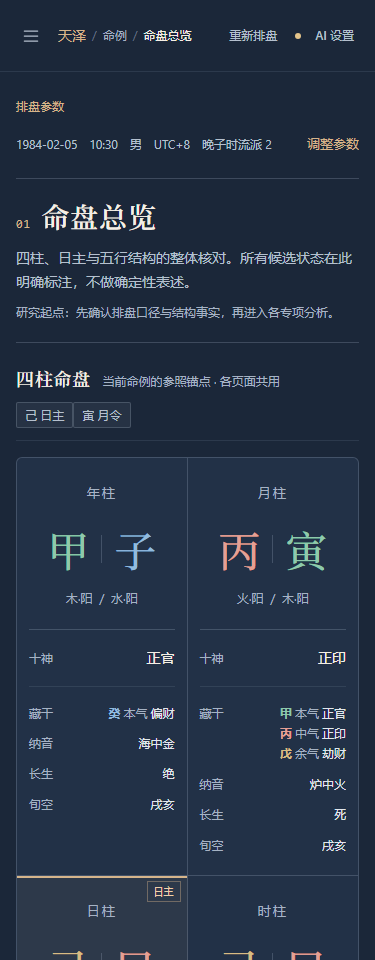 天泽 / 命例 / 命盘总览 重新排盘 AI 设置
排盘参数
1984-02-05 10:30 男 UTC+8 晚子时流派 2 调整参数
01 命盘总览
四柱、日主与五行结构的整体核对。所有候选状态在此
明确标注，不做确定性表述。
研究起点：先确认排盘口径与结构事实，再进入各专项分析。
四柱命盘 当前命例的参照锚点 · 各页面共用
己 日主 寅 月令
年柱
甲 子
木·阳 / 水·阳
十神 正官
藏干 癸 本气 偏财
纳音 海中金
长生 绝
旬空 戌亥
月柱
丙 寅
火·阳 / 木·阳
十神 正印
藏干 甲 本气 正官
丙 中气 正印
戊 余气 劫财
纳音 炉中火
长生 死
旬空 戌亥
日主
日柱
时柱